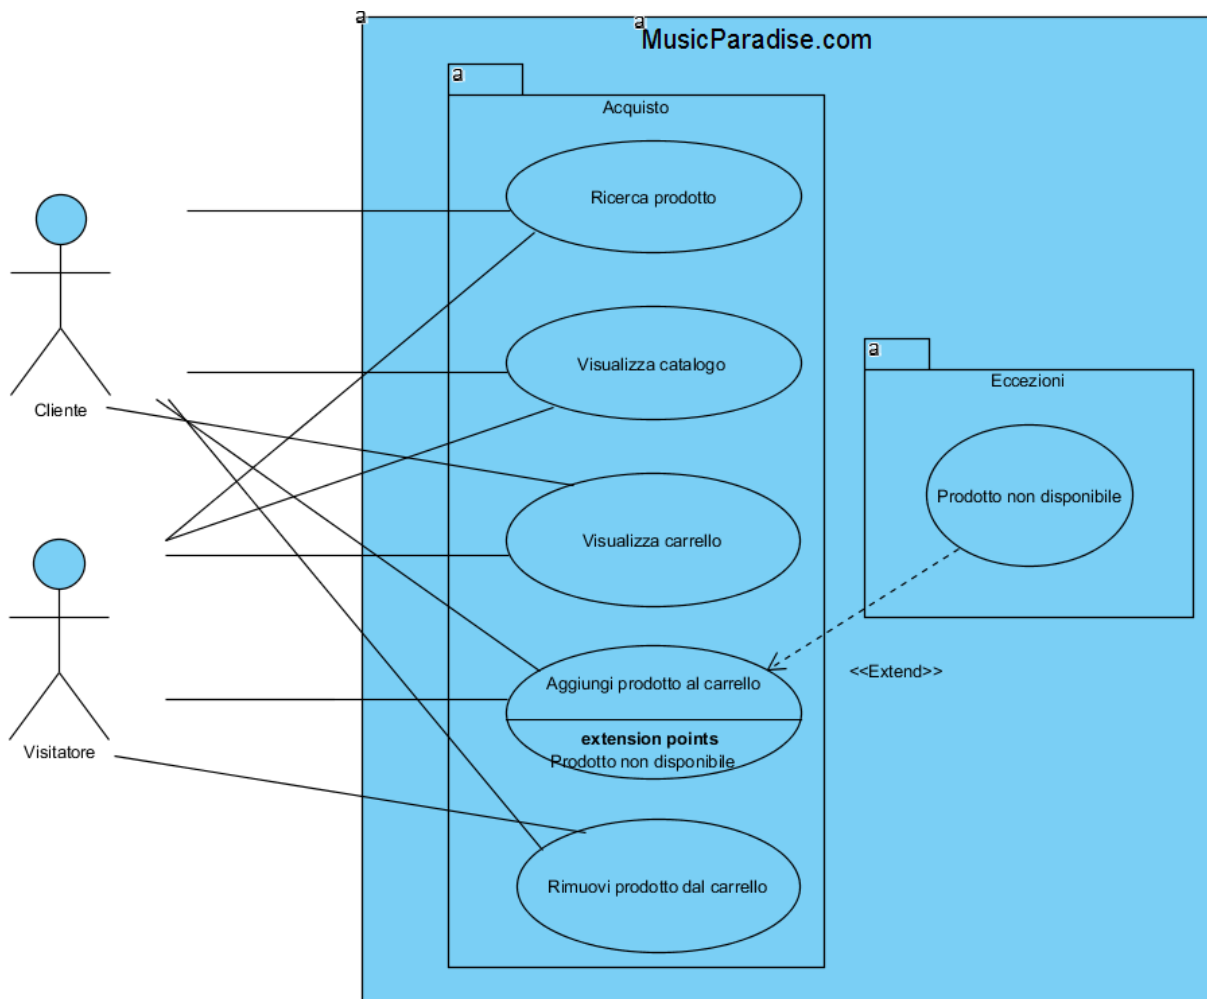 a
a
MusicParadise.com
a
Acquisto
Ricerca prodotto
Visualizza catalogo
a
Eccezioni
Cliente
Prodotto non disponibile
Visualizza carrello
<<Extend>>
Aggiungi prodotto al carrello
extension points
Prodotto non disponibile
Visitatore
Rimuovi prodotto dal carrello